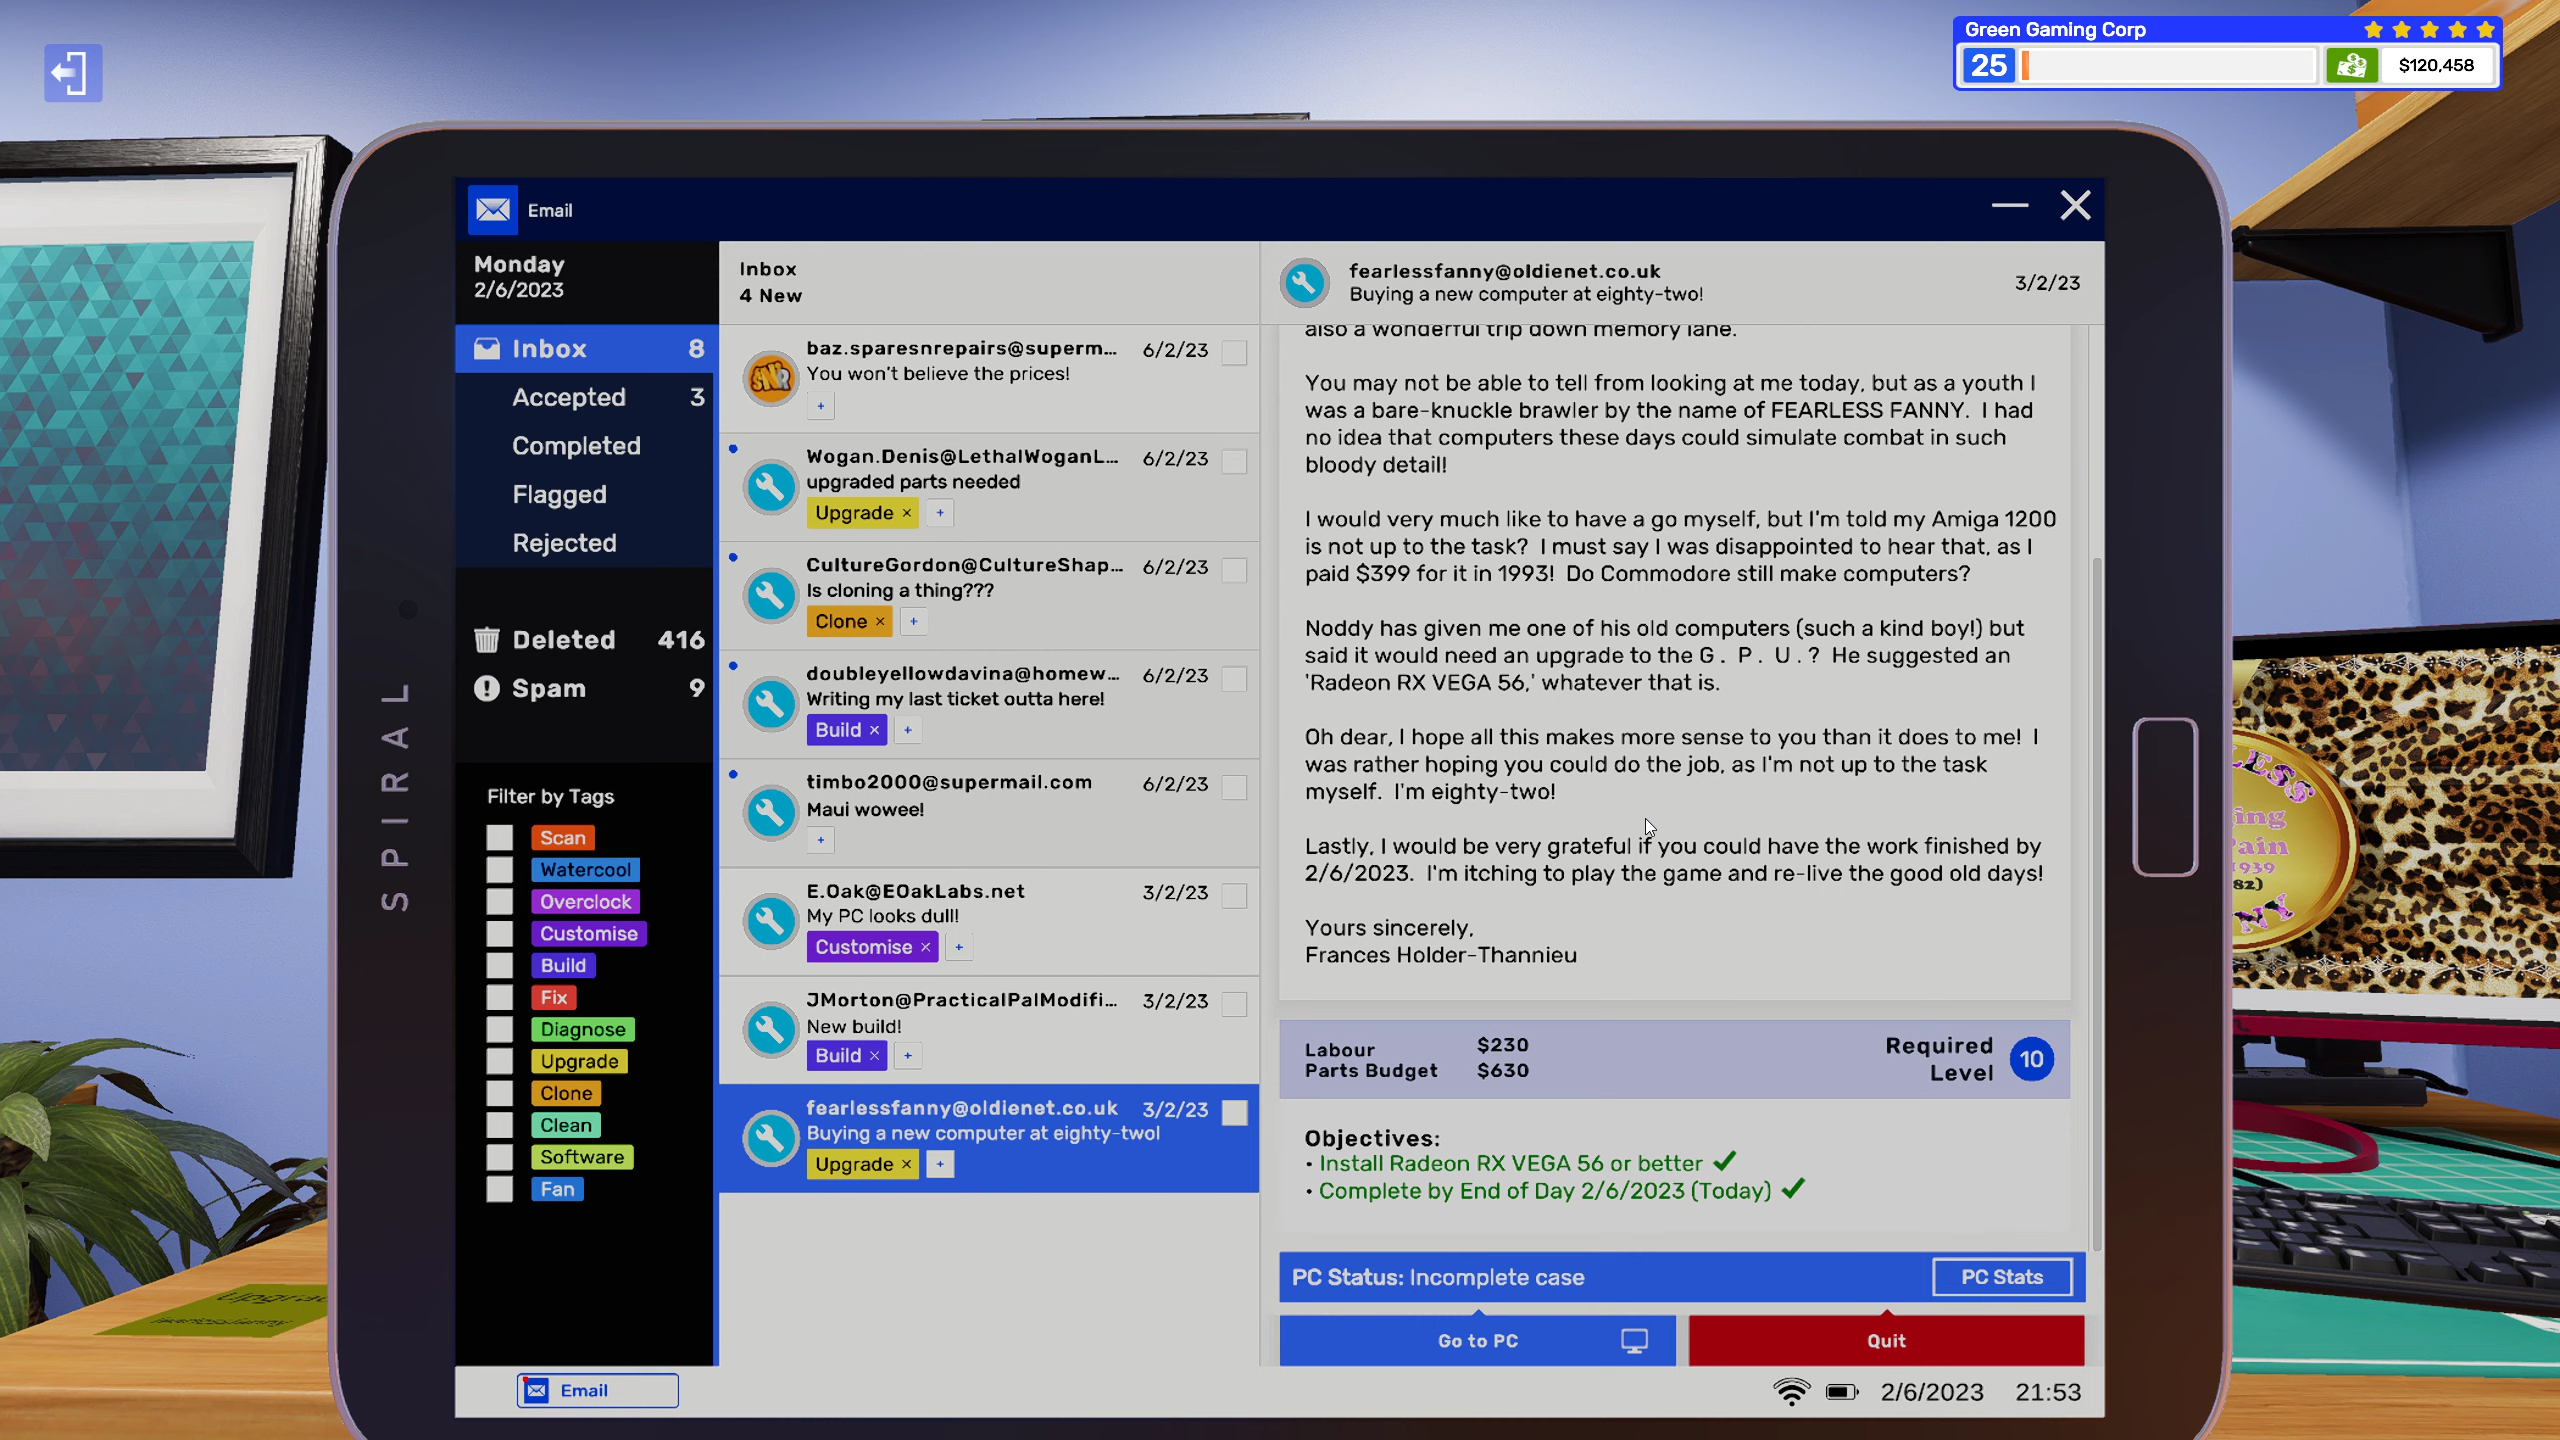 Green Gaming Corp
25
$120,458
Email
Monday
2/6/2023
Inbox 8
Accepted 3
Completed
Flagged
Rejected
Deleted 416
Spam 9
Filter by Tags
Scan
Watercool
Overclock
Customise
Build
Fix
Diagnose
Upgrade
Clone
Clean
Software
Fan
Inbox
4 New
baz.sparesnrepairs@superm... 6/2/23
You won't believe the prices!
+
Wogan.Denis@LethalWoganL... 6/2/23
upgraded parts needed
Upgrade × +
CultureGordon@CultureShap... 6/2/23
Is cloning a thing???
Clone × +
doubleyellowdavina@homew... 6/2/23
Writing my last ticket outta here!
Build × +
timbo2000@supermail.com 6/2/23
Maui wowee!
+
E.Oak@EOakLabs.net 3/2/23
My PC looks dull!
Customise × +
JMorton@PracticalPalModifi... 3/2/23
New build!
Build × +
fearlessfanny@oldienet.co.uk 3/2/23
Buying a new computer at eighty-two!
Upgrade × +
fearlessfanny@oldienet.co.uk
Buying a new computer at eighty-two!
3/2/23
also a wonderful trip down memory lane.
You may not be able to tell from looking at me today, but as a youth I
was a bare-knuckle brawler by the name of FEARLESS FANNY. I had
no idea that computers these days could simulate combat in such
bloody detail!
I would very much like to have a go myself, but I'm told my Amiga 1200
is not up to the task? I must say I was disappointed to hear that, as I
paid $399 for it in 1993! Do Commodore still make computers?
Noddy has given me one of his old computers (such a kind boy!) but
said it would need an upgrade to the G. P. U.? He suggested an
'Radeon RX VEGA 56,' whatever that is.
Oh dear, I hope all this makes more sense to you than it does to me! I
was rather hoping you could do the job, as I'm not up to the task
myself. I'm eighty-two!
Lastly, I would be very grateful if you could have the work finished by
2/6/2023. I'm itching to play the game and re-live the good old days!
Yours sincerely,
Frances Holder-Thannieu
Labour $230
Parts Budget $630
Required
Level
10
Objectives:
• Install Radeon RX VEGA 56 or better
• Complete by End of Day 2/6/2023 (Today)
PC Status: Incomplete case
PC Stats
Go to PC
Quit
Email
2/6/2023 21:53
SPIRAL
SNR
1939
82)